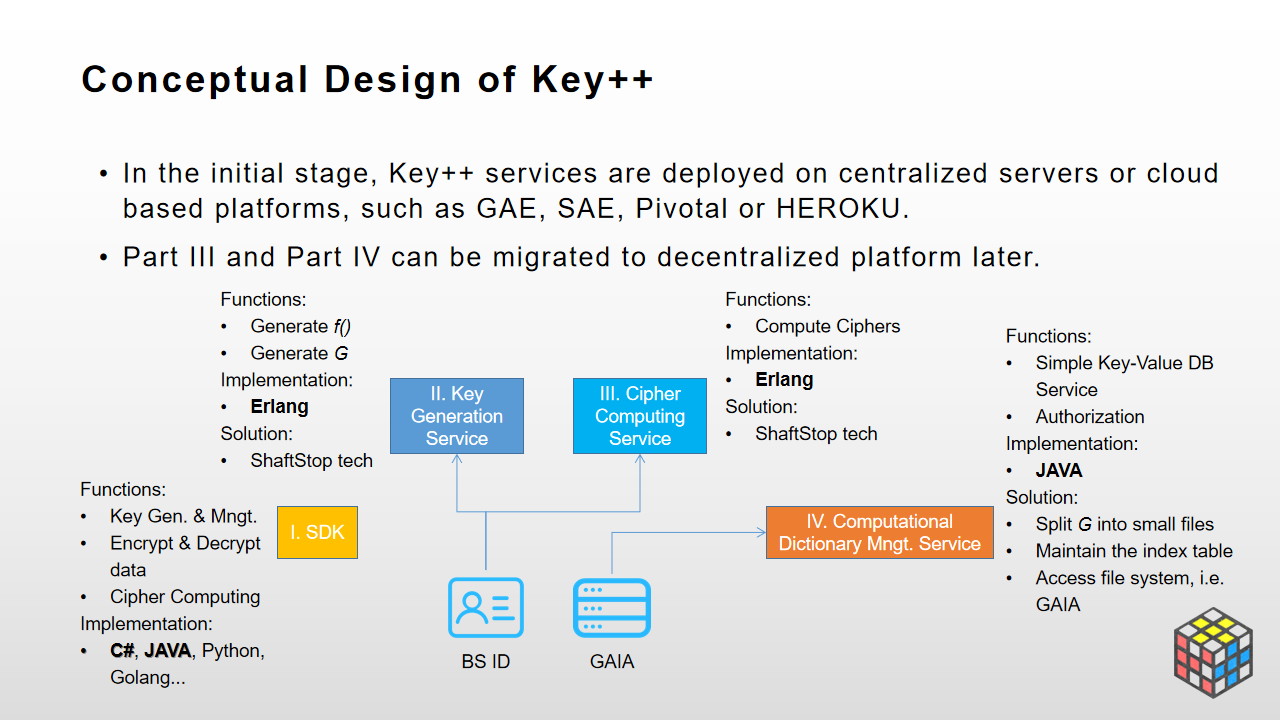 Conceptual Design of Key++
• In the initial stage, Key++ services are deployed on centralized servers or cloud
based platforms, such as GAE, SAE, Pivotal or HEROKU.
• Part III and Part IV can be migrated to decentralized platform later.
Functions:
• Generate f()
• Generate G
Implementation:
• Erlang
Solution:
• ShaftStop tech
II. Key
Generation
Service
III. Cipher
Computing
Service
Functions:
• Compute Ciphers
Implementation:
• Erlang
Solution:
• ShaftStop tech
Functions:
• Simple Key-Value DB
Service
• Authorization
Implementation:
• JAVA
Solution:
• Split G into small files
• Maintain the index table
• Access file system, i.e.
GAIA
Functions:
• Key Gen. & Mngt.
• Encrypt & Decrypt
data
• Cipher Computing
Implementation:
• C#, JAVA, Python,
Golang...
I. SDK
IV. Computational
Dictionary Mngt. Service
BS ID
GAIA